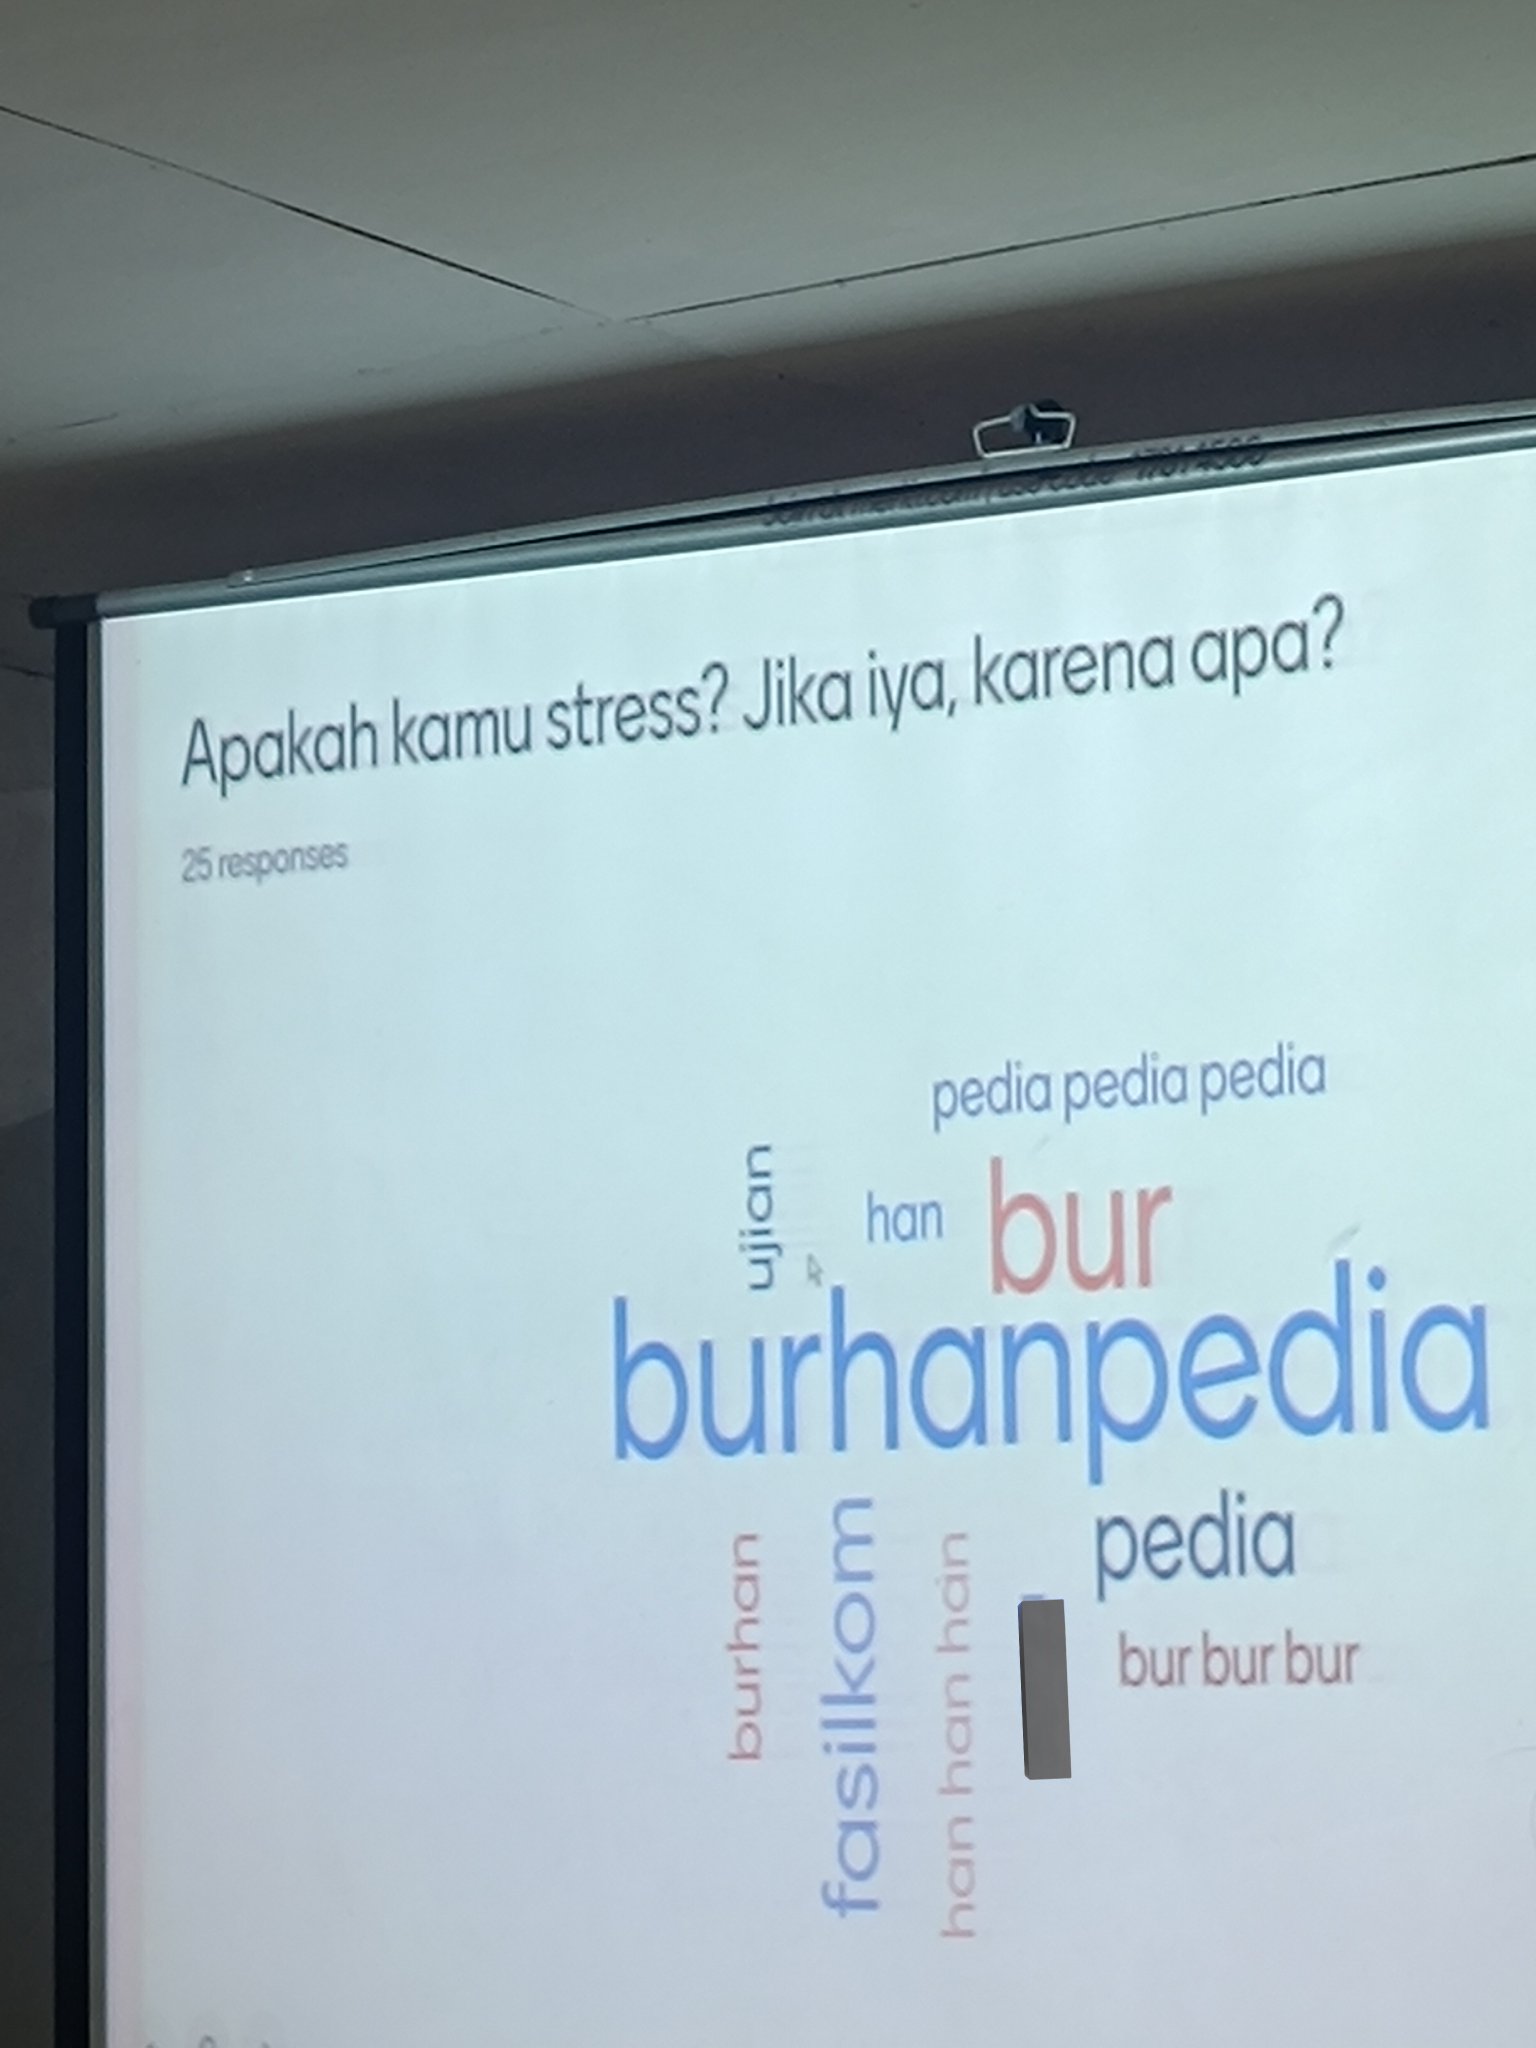 Apakah kamu stress? Jika iya, karena apa?
25 responses
pedia pedia pedia
ujian
han
bur
burhanpedia
burhan
fasilkom
han han han
pedia
bur bur bur